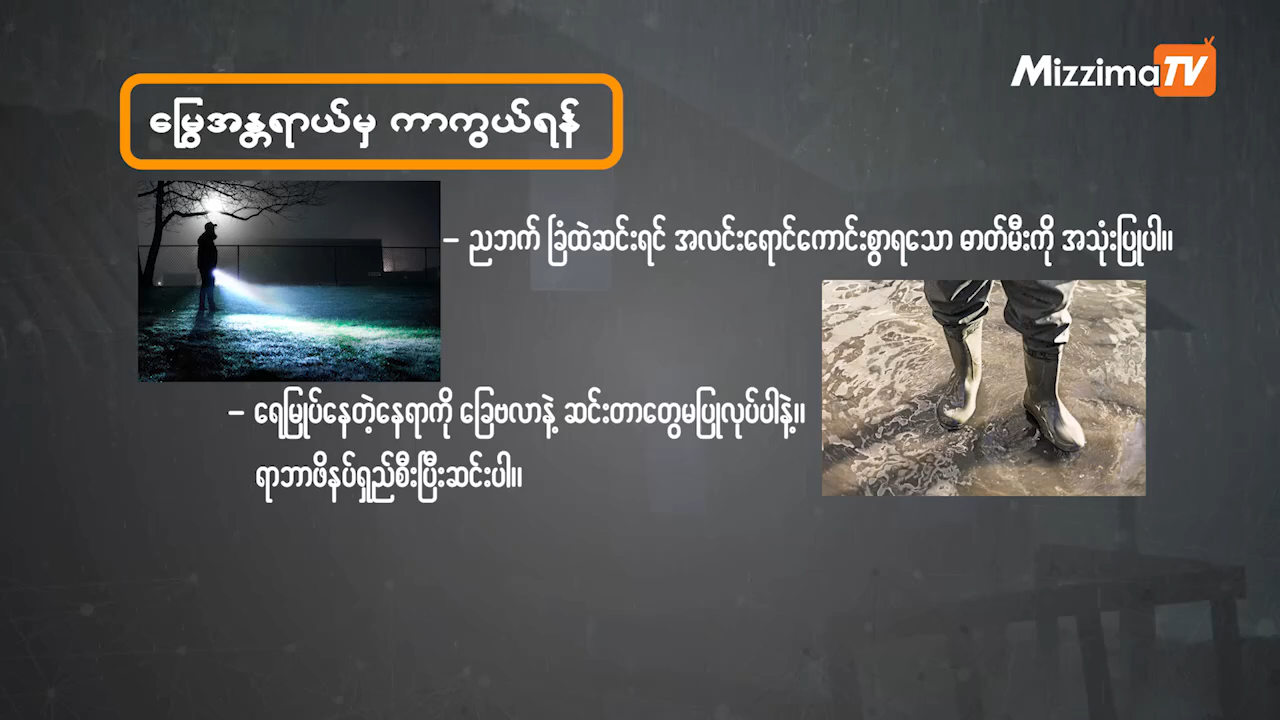 MizzimaTV
မြွေအန္တရာယ်မှ ကာကွယ်ရန်
– ညဘက် ခြံထဲဆင်းရင် အလင်းရောင်ကောင်းစွာရသော ဓာတ်မီးကို အသုံးပြုပါ။
– ရေမြုပ်နေတဲ့နေရာကို ခြေဗလာနဲ့ ဆင်းတာတွေမပြုလုပ်ပါနဲ့။
ရာဘာဖိနပ်ရှည်စီးပြီးဆင်းပါ။